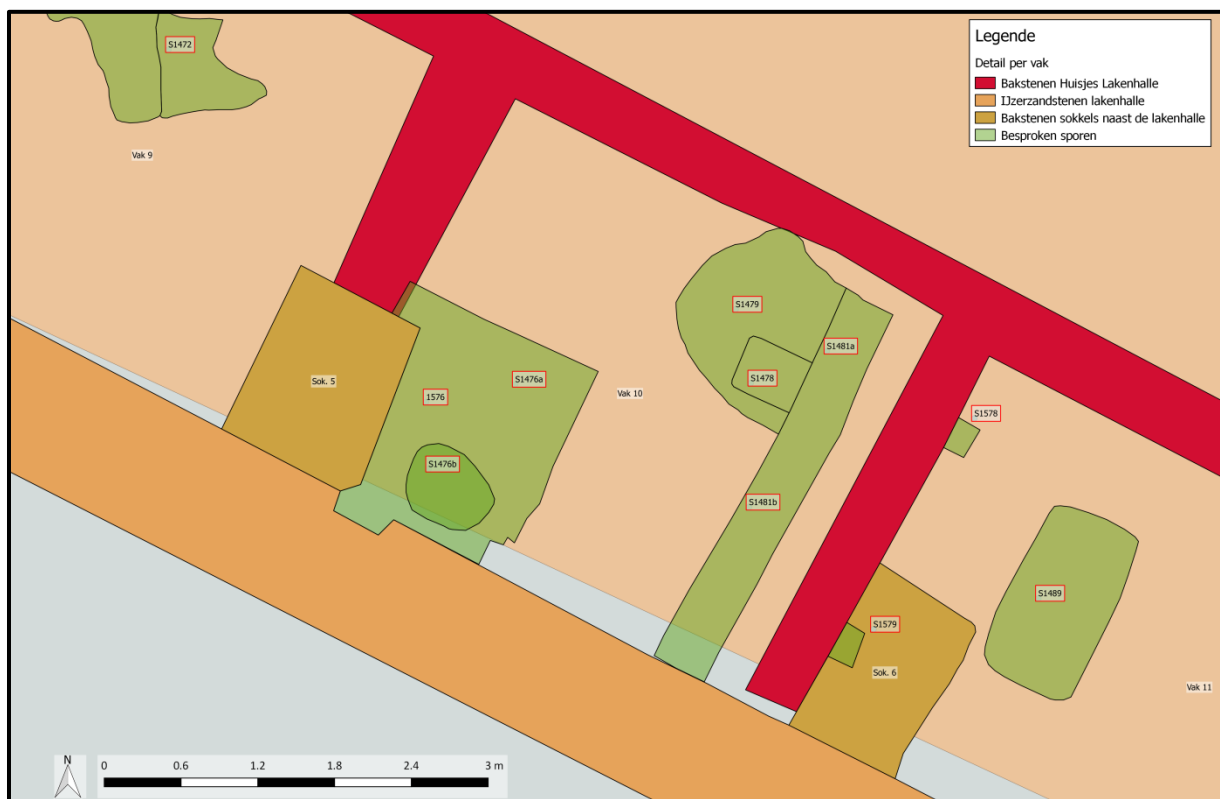 S1472
Vak 9
Legende
Detail per vak
Bakstenen Huisjes Lakenhalle
IJzerzandstenen lakenhalle
Bakstenen sokkels naast de lakenhalle
Besproken sporen
S1479
S1481a
S1478
S1476a
Sok. 5
1576
Vak 10
S1578
S1476b
S1481b
S1489
S1579
Sok. 6
Vak 11
N
0 0.6 1.2 1.8 2.4 3 m